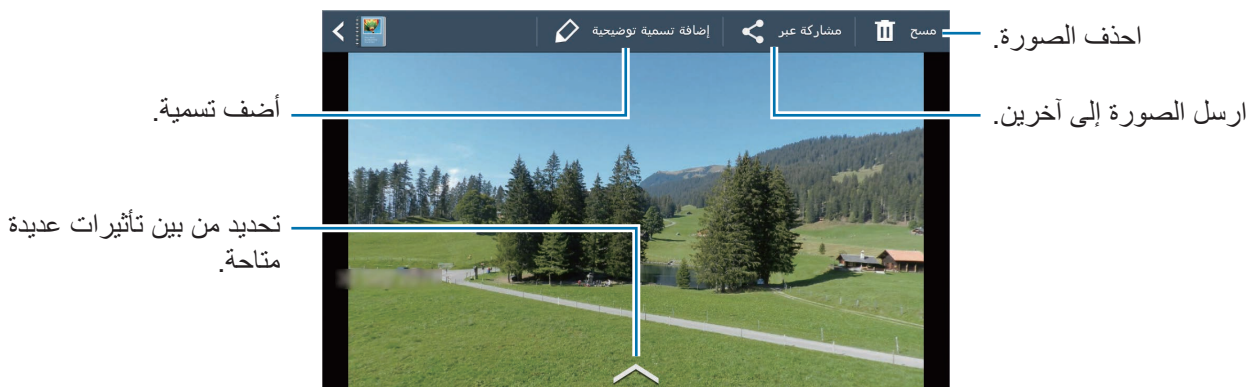 مسح
مشاركة عبر
إضافة تسمية توضيحية
احذف الصورة.
ارسل الصورة إلى آخرين.
أضف تسمية.
تحديد من بين تأثيرات عديدة
متاحة.